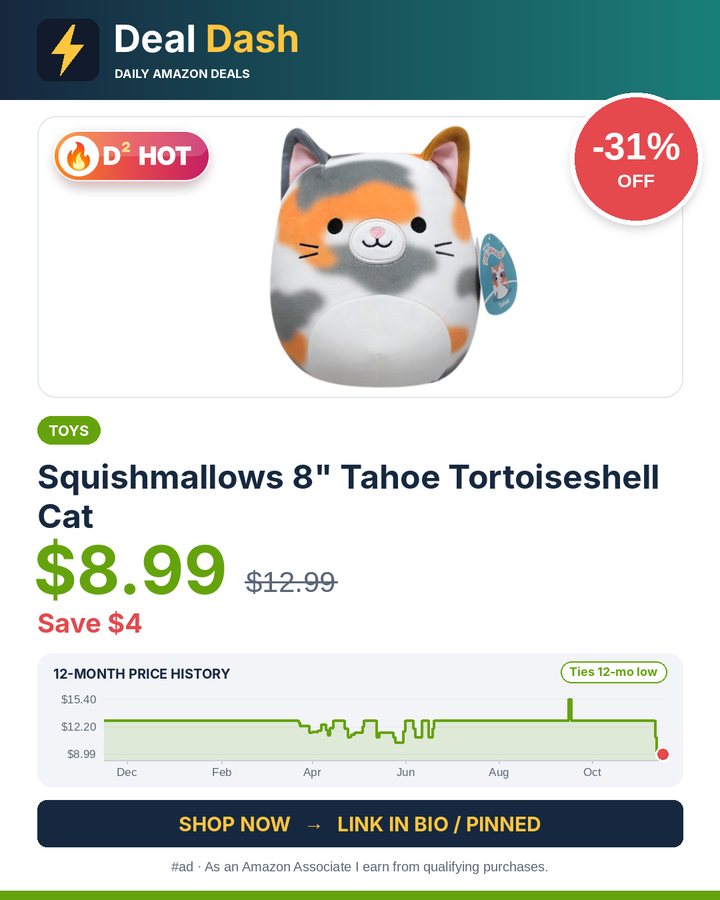 Deal Dash
DAILY AMAZON DEALS
D² HOT
-31%
OFF
Tahoe
TOYS
Squishmallows 8" Tahoe Tortoiseshell
Cat
$8.99 $12.99
Save $4
12-MONTH PRICE HISTORY
Ties 12-mo low
$15.40
$12.20
$8.99
Dec Feb Apr Jun Aug Oct
SHOP NOW → LINK IN BIO / PINNED
#ad · As an Amazon Associate I earn from qualifying purchases.